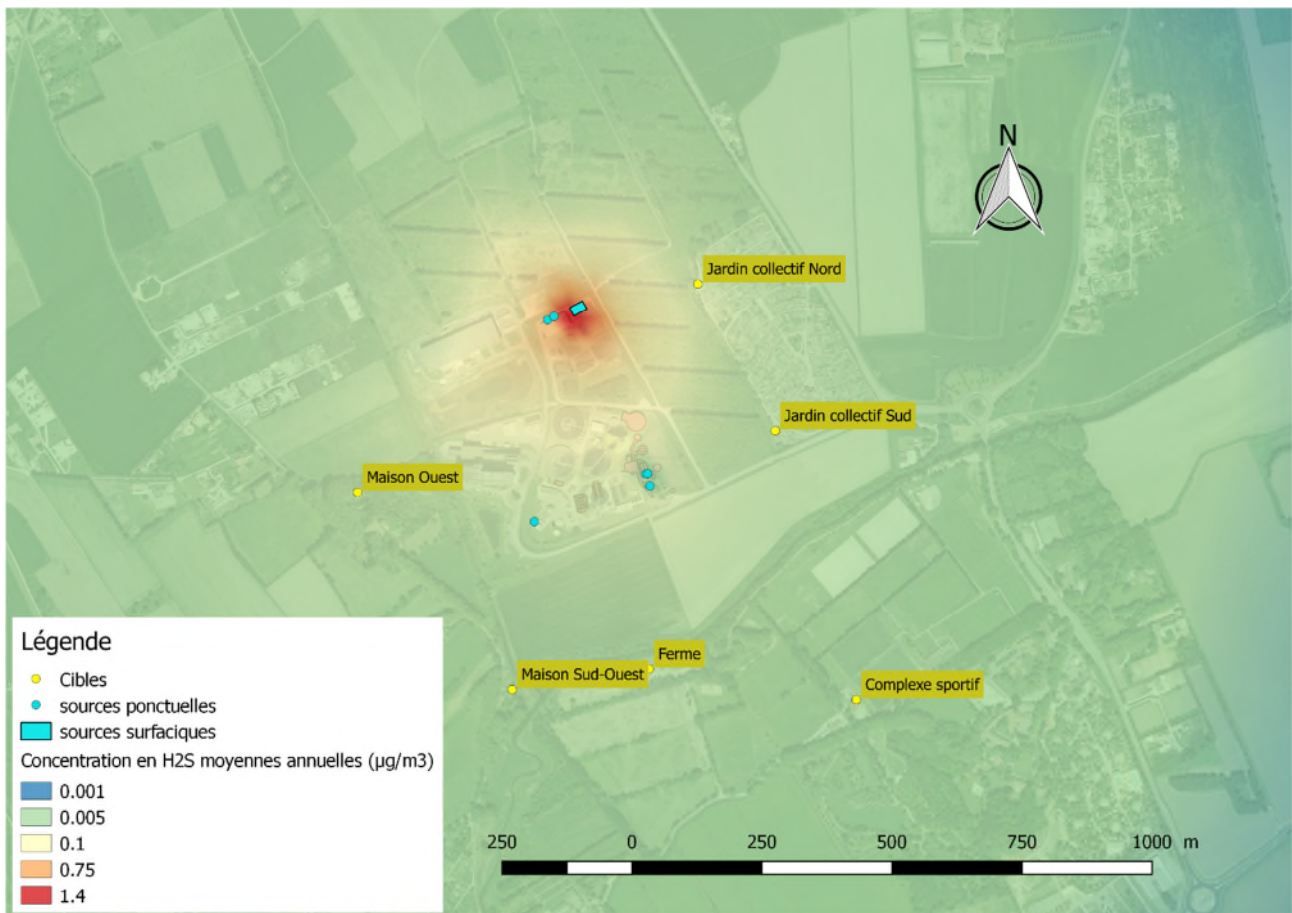 N
Jardin collectif Nord
Jardin collectif Sud
Maison Ouest
Ferme
Maison Sud-Ouest
Complexe sportif
Légende
Cibles
sources ponctuelles
sources surfaciques
Concentration en H2S moyennes annuelles (µg/m3)
0.001
0.005
0.1
0.75
1.4
250 0 250 500 750 1000 m